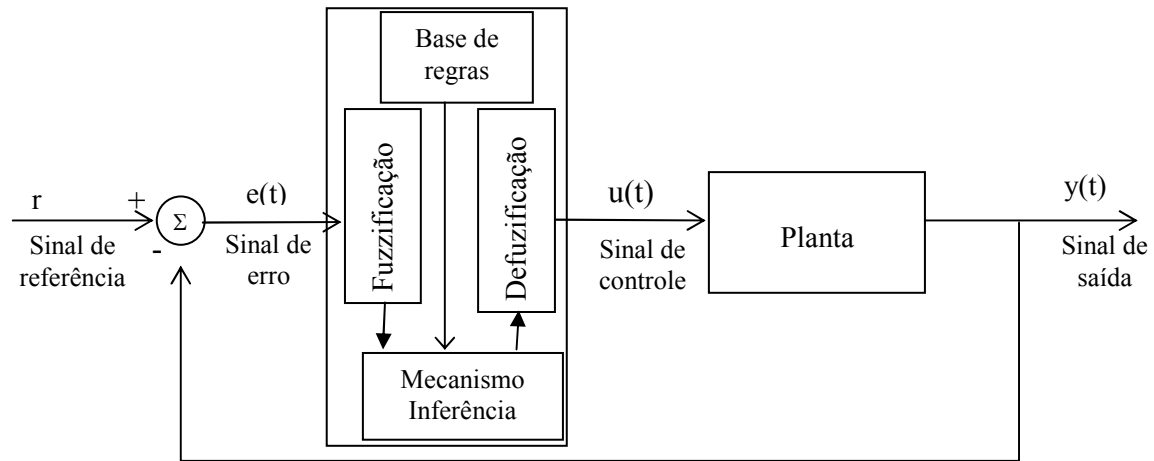 Base de
regras
Fuzzificação
Defuzificação
r
+
Σ
-
Sinal de
referência
e(t)
Sinal de
erro
u(t)
Sinal de
controle
Planta
y(t)
Sinal de
saída
Mecanismo
Inferência